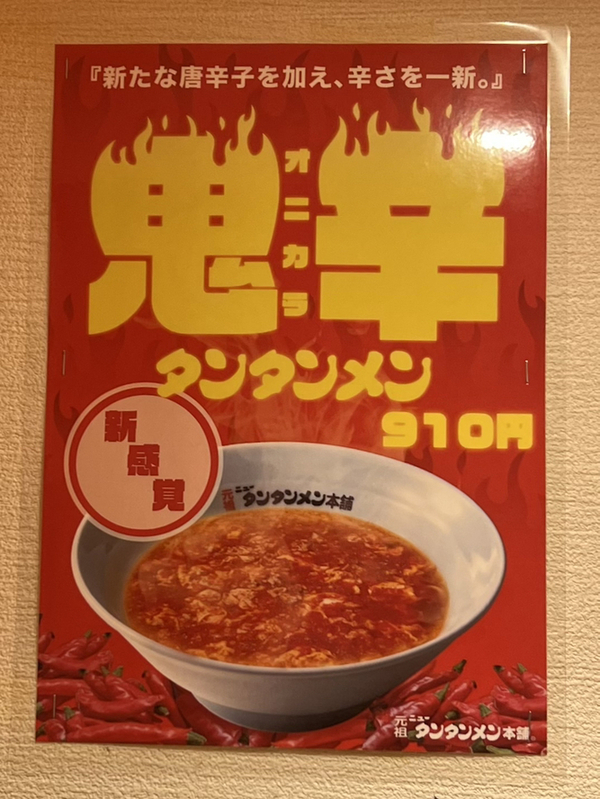 『新たな唐辛子を加え、辛さを一新。』
鬼辛
オニカラ
タンタンメン
910円
新感覚
元祖ニュータンタンメン本舗
元祖ニュータンタンメン本舗®